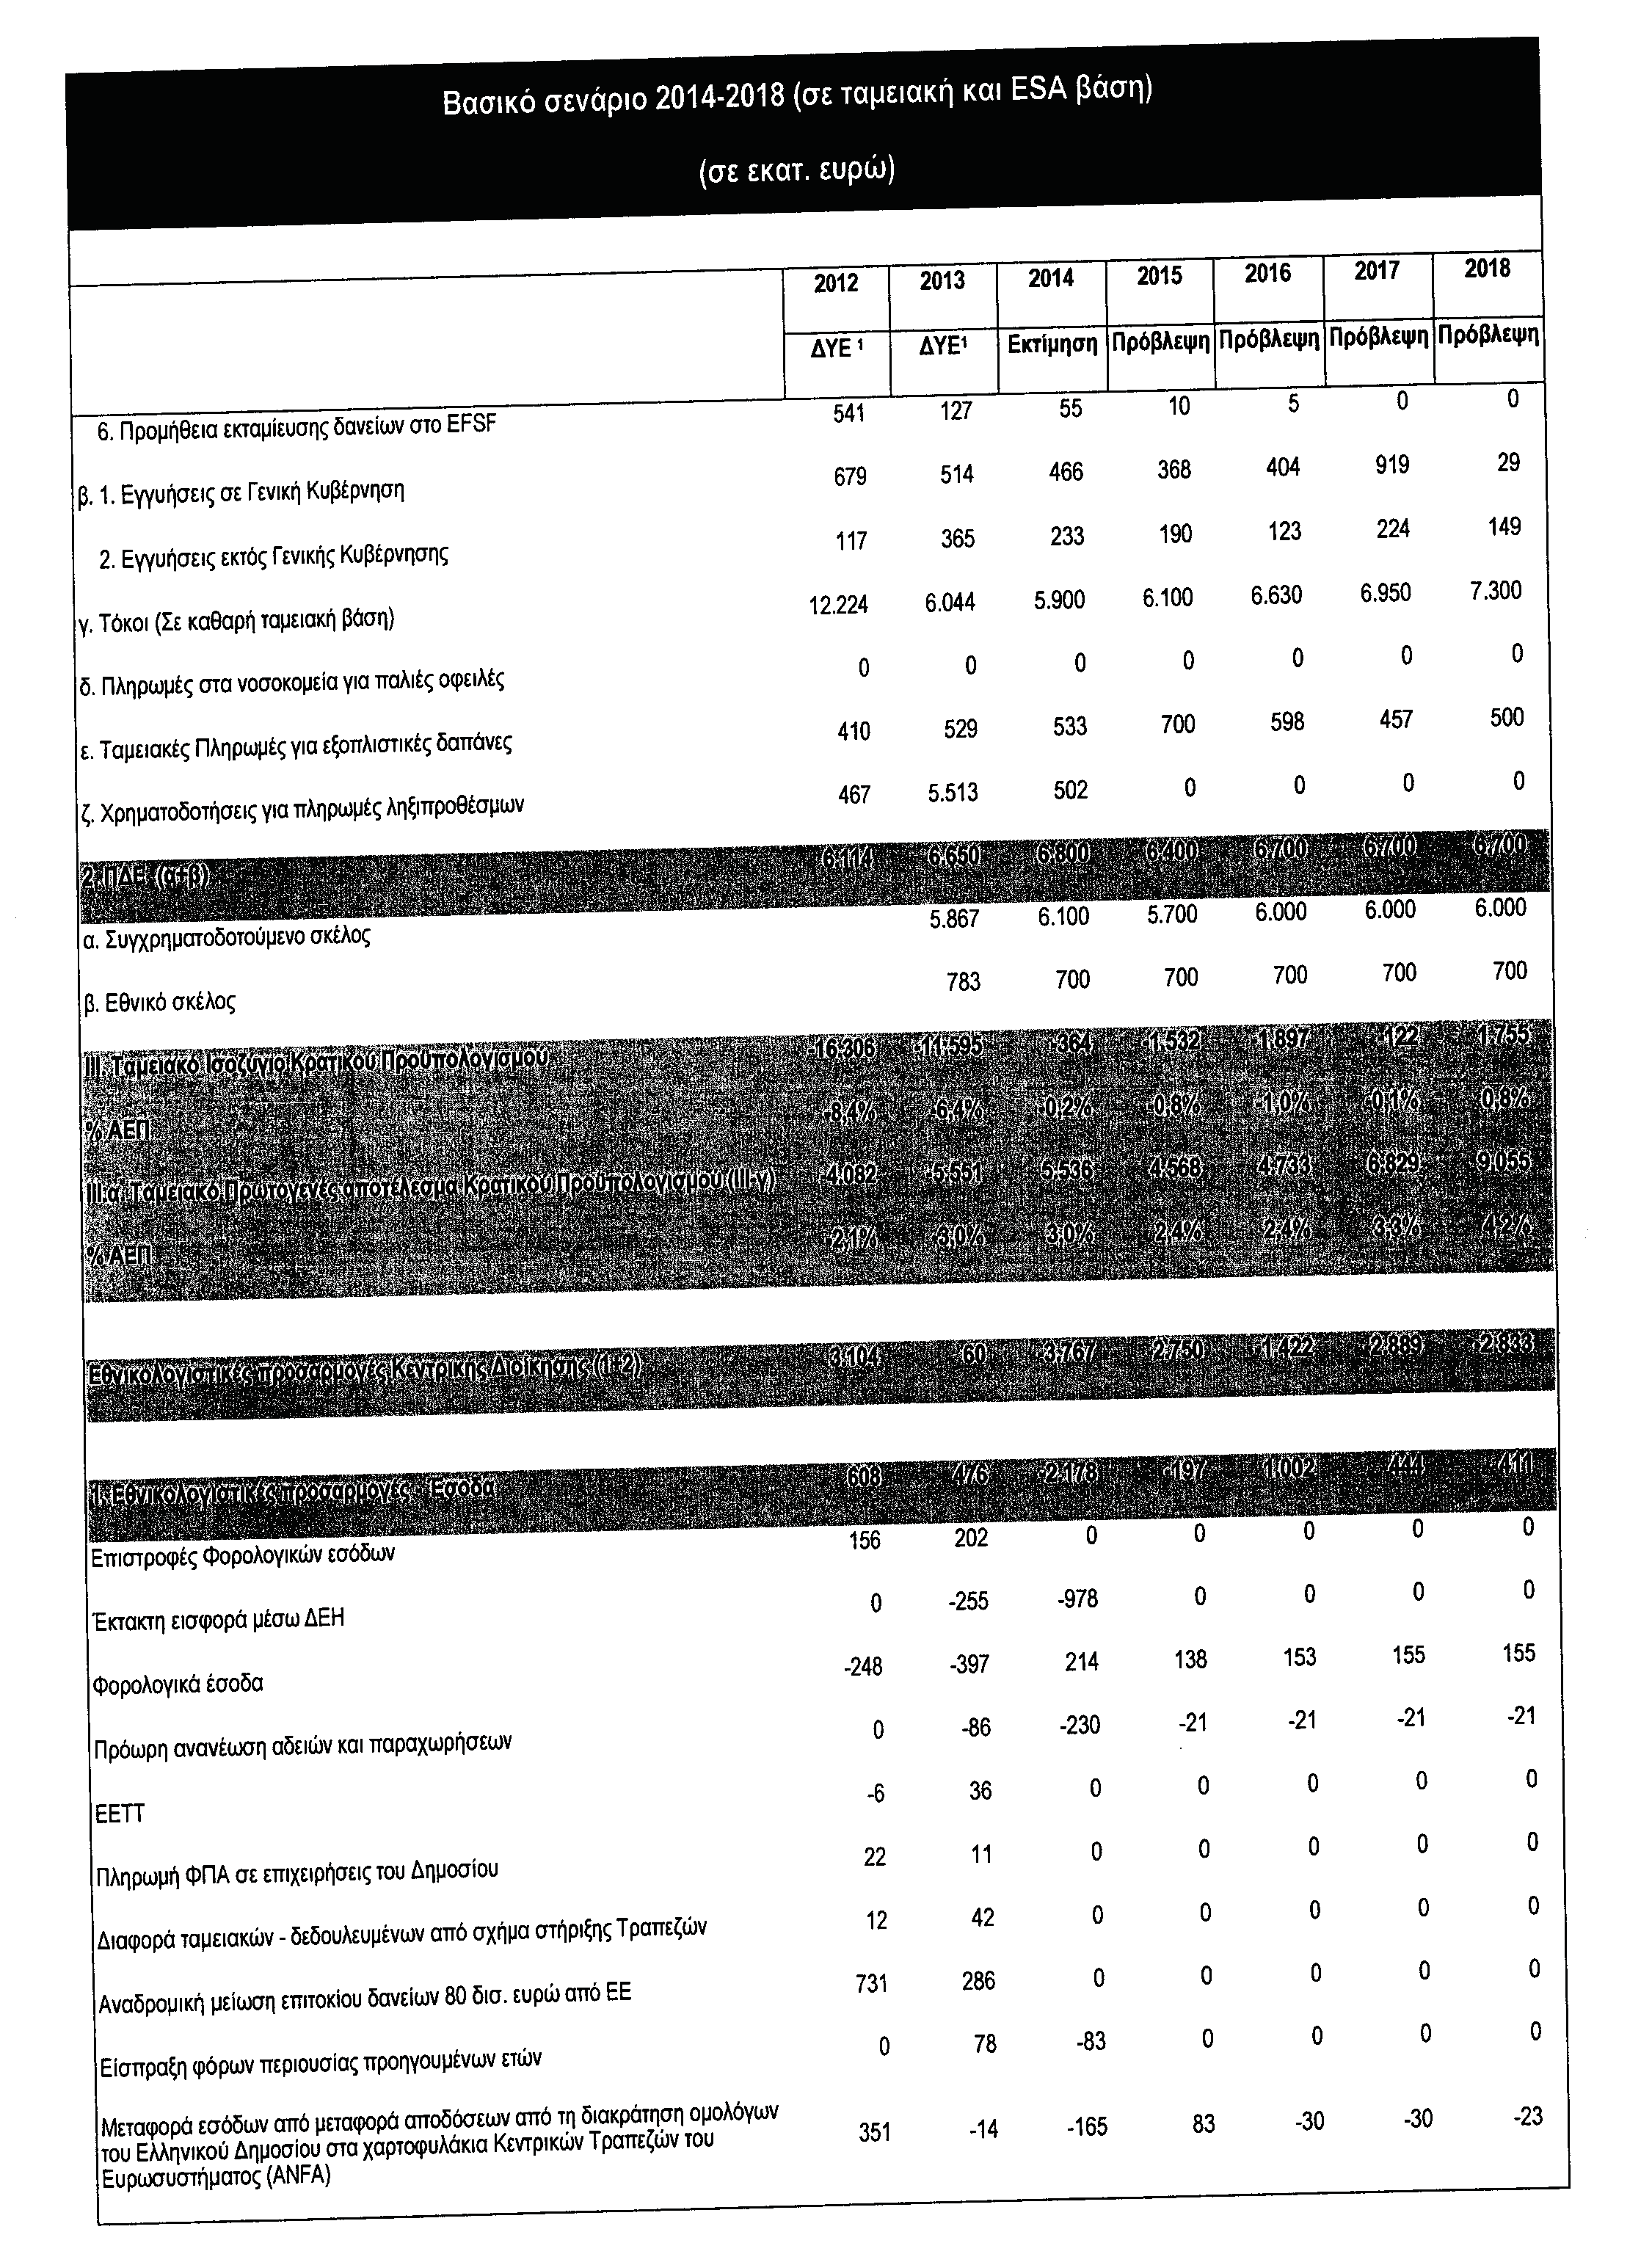 Βασικό σενάριο 2014-2018 (σε ταμειακή και ESA βάση)
(σε εκατ. ευρώ)
2012 2013 2014 2015 2016 2017 2018
ΔΥΕ ¹ ΔΥΕ¹ Εκτίμηση Πρόβλεψη Πρόβλεψη Πρόβλεψη Πρόβλεψη
6. Προμήθεια εκταμίευσης δανείων στο EFSF 541 127 55 10 5 0 0
β. 1. Εγγυήσεις σε Γενική Κυβέρνηση 679 514 466 368 404 919 29
2. Εγγυήσεις εκτός Γενικής Κυβέρνησης 117 365 233 190 123 224 149
γ. Τόκοι (Σε καθαρή ταμειακή βάση) 12.224 6.044 5.900 6.100 6.630 6.950 7.300
δ. Πληρωμές στα νοσοκομεία για παλιές οφειλές 0 0 0 0 0 0 0
ε. Ταμειακές Πληρωμές για εξοπλιστικές δαπάνες 410 529 533 700 598 457 500
ζ. Χρηματοδοτήσεις για πληρωμές ληξιπροθέσμων 467 5.513 502 0 0 0 0
2. ΠΔΕ (α+β) 6.114 6.650 6.800 6.400 6.700 6.700 6.700
α. Συγχρηματοδοτούμενο σκέλος 5.867 6.100 5.700 6.000 6.000 6.000
β. Εθνικό σκέλος 783 700 700 700 700 700
III. Ταμειακό Ισοζύγιο Κρατικού Προϋπολογισμού -16.306 -11.595 -364 -1.532 -1.897 -122 1.755
% ΑΕΠ -8,4% -6,4% -0,2% -0,8% -1,0% -0,1% 0,8%
III.α. Ταμειακό Πρωτογενές αποτέλεσμα Κρατικού Προϋπολογισμού (III-γ) -4.082 -5.551 5.536 4.568 4.733 6.829 9.055
% ΑΕΠ -2,1% -3,0% 3,0% 2,4% 2,4% 3,3% 4,2%
Εθνικολογιστικές προσαρμογές Κεντρικής Διοίκησης (1+2) 3.104 60 -3.767 -2.750 -1.422 -2.889 -2.833
1. Εθνικολογιστικές προσαρμογές - Έσοδα 608 476 -2.178 -197 1.002 444 -411
Επιστροφές Φορολογικών εσόδων 156 202 0 0 0 0 0
Έκτακτη εισφορά μέσω ΔΕΗ 0 -255 -978 0 0 0 0
Φορολογικά έσοδα -248 -397 214 138 153 155 155
Πρόωρη ανανέωση αδειών και παραχωρήσεων 0 -86 -230 -21 -21 -21 -21
ΕΕΤΤ -6 36 0 0 0 0 0
Πληρωμή ΦΠΑ σε επιχειρήσεις του Δημοσίου 22 11 0 0 0 0 0
Διαφορά ταμειακών - δεδουλευμένων από σχήμα στήριξης Τραπεζών 12 42 0 0 0 0 0
Αναδρομική μείωση επιτοκίου δανείων 80 δισ. ευρώ από ΕΕ 731 286 0 0 0 0 0
Είσπραξη φόρων περιουσίας προηγουμένων ετών 0 78 -83 0 0 0 0
Μεταφορά εσόδων από μεταφορά αποδόσεων από τη διακράτηση ομολόγων
του Ελληνικού Δημοσίου στα χαρτοφυλάκια Κεντρικών Τραπεζών του 351 -14 -165 83 -30 -30 -23
Ευρωσυστήματος (ANFA)